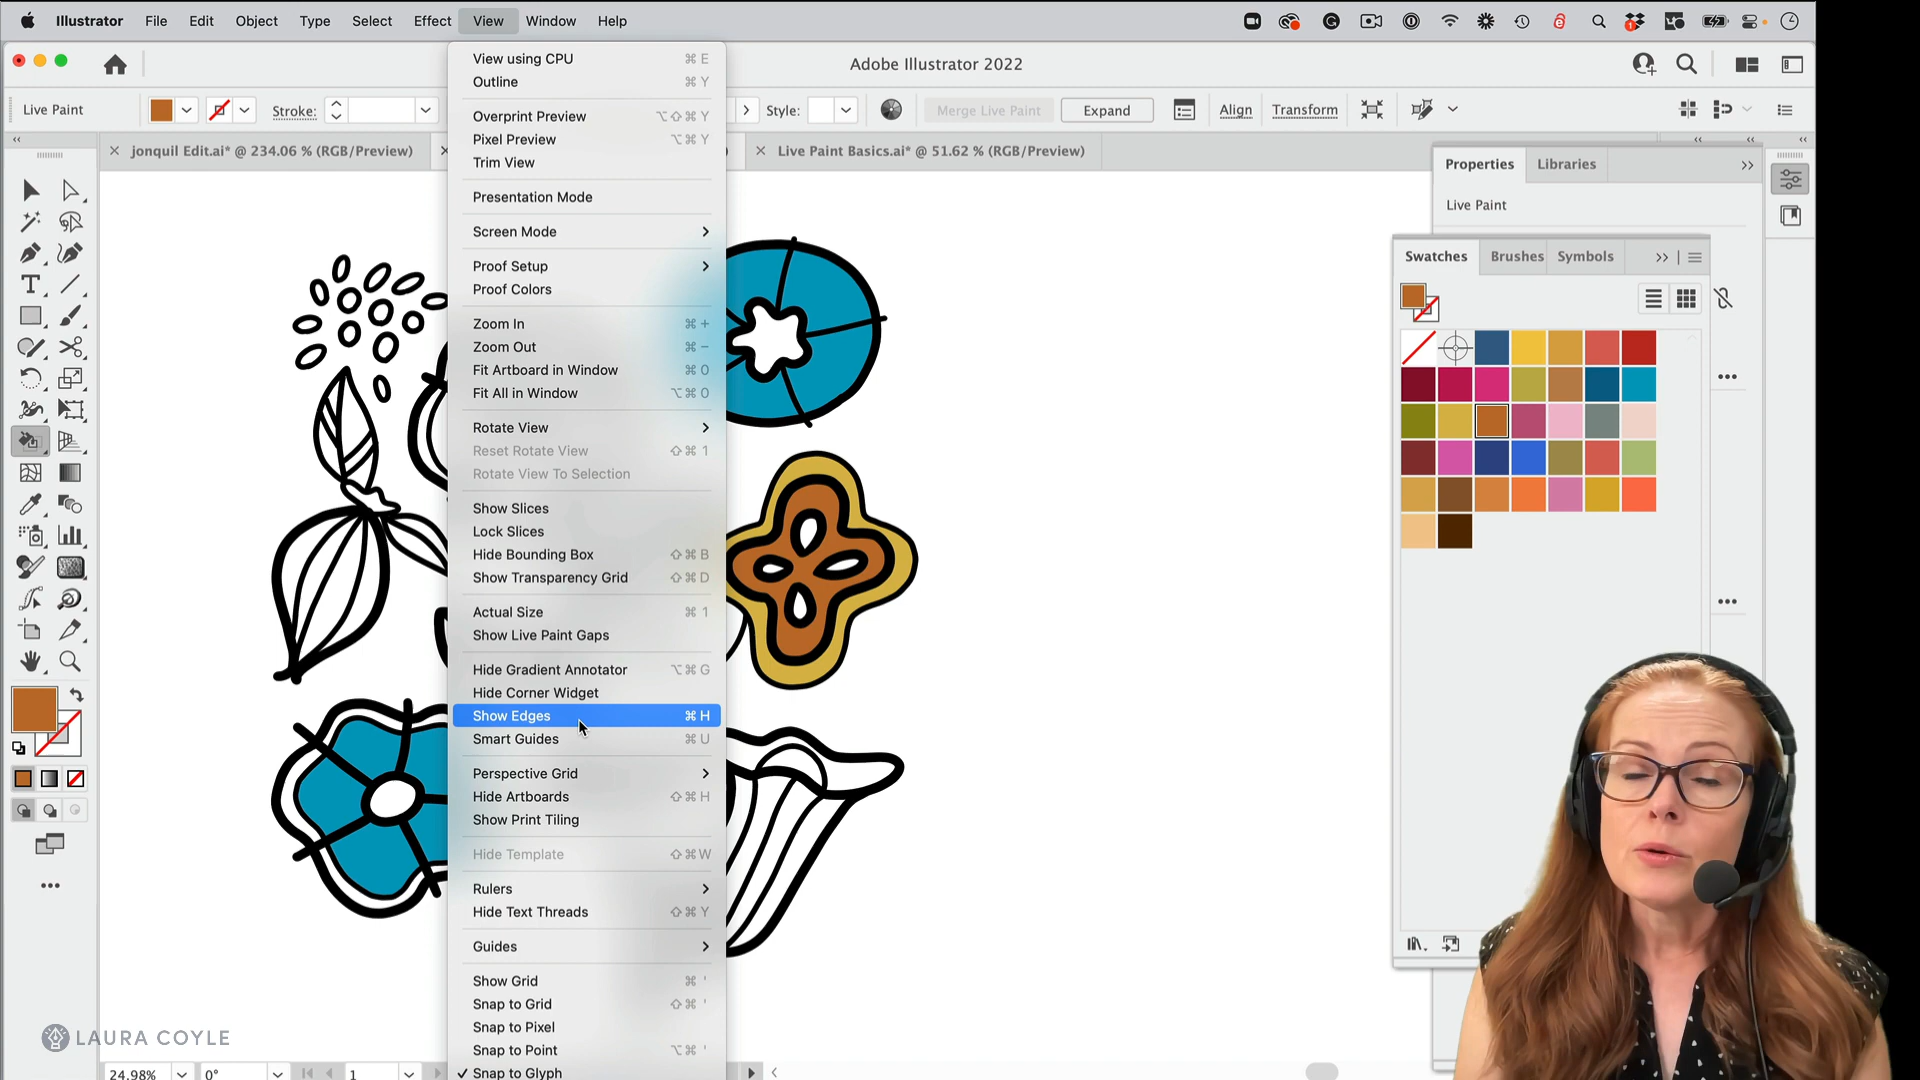 Illustrator File Edit Object Type Select Effect View Window Help
Adobe Illustrator 2022
Live Paint Stroke: Style: Merge Live Paint Expand Align Transform
jonquil Edit.ai* @ 234.06 % (RGB/Preview) Live Paint Basics.ai* @ 51.62 % (RGB/Preview)
View using CPU ⌘ E
Outline ⌘ Y
Overprint Preview ⌥⇧⌘ Y
Pixel Preview ⌥⌘ Y
Trim View
Presentation Mode
Screen Mode
Proof Setup
Proof Colors
Zoom In ⌘ +
Zoom Out ⌘ −
Fit Artboard in Window ⌘ 0
Fit All in Window ⌥⌘ 0
Rotate View
Reset Rotate View ⇧⌘ 1
Rotate View To Selection
Show Slices
Lock Slices
Hide Bounding Box ⇧⌘ B
Show Transparency Grid ⇧⌘ D
Actual Size ⌘ 1
Show Live Paint Gaps
Hide Gradient Annotator ⌥⌘ G
Hide Corner Widget
Show Edges ⌘ H
Smart Guides ⌘ U
Perspective Grid
Hide Artboards ⇧⌘ H
Show Print Tiling
Hide Template ⇧⌘ W
Rulers
Hide Text Threads ⇧⌘ Y
Guides
Show Grid ⌘ '
Snap to Grid ⇧⌘ '
Snap to Pixel
Snap to Point ⌥⌘ '
✓ Snap to Glyph
Properties Libraries
Live Paint
Swatches Brushes Symbols
LAURA COYLE
24.98% 0° 1